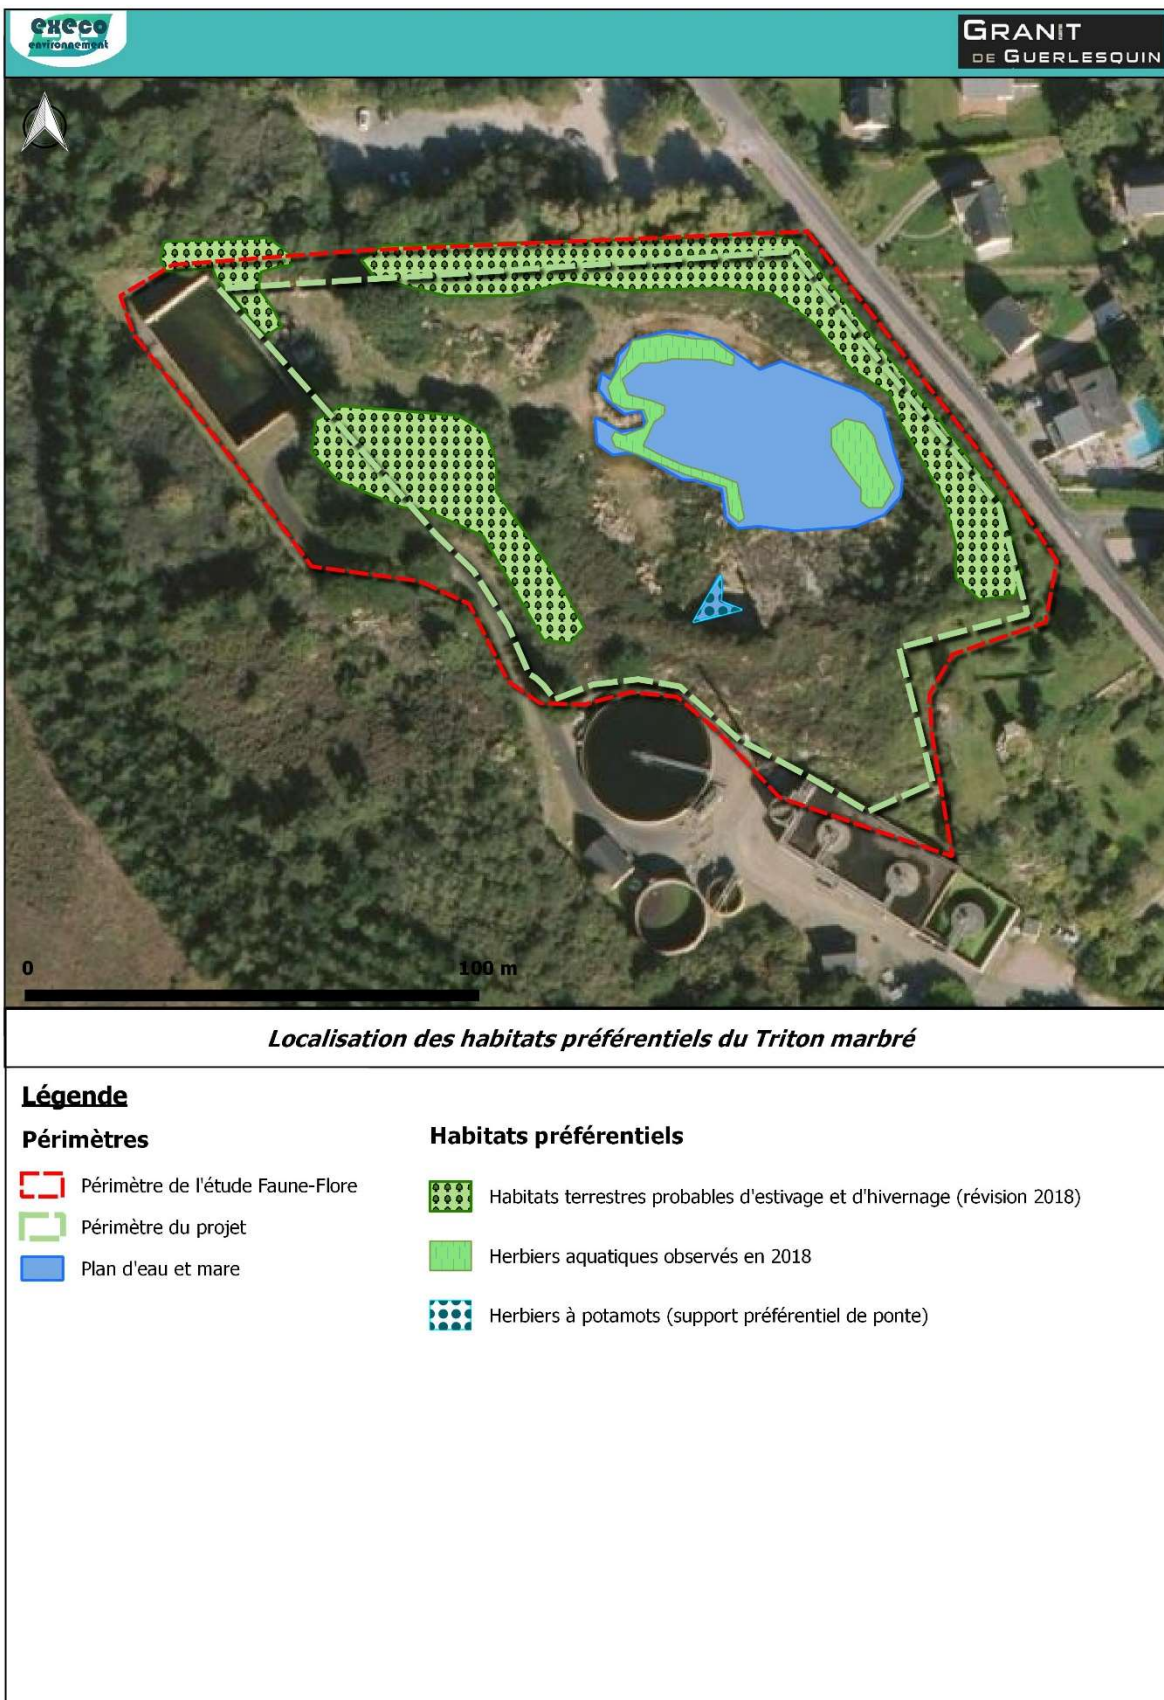 execo
environnement
GRANIT
DE GUERLESQUIN
0
100 m
Localisation des habitats préférentiels du Triton marbré
Légende
Périmètres
Périmètre de l'étude Faune-Flore
Périmètre du projet
Plan d'eau et mare
Habitats préférentiels
Habitats terrestres probables d'estivage et d'hivernage (révision 2018)
Herbiers aquatiques observés en 2018
Herbiers à potamots (support préférentiel de ponte)